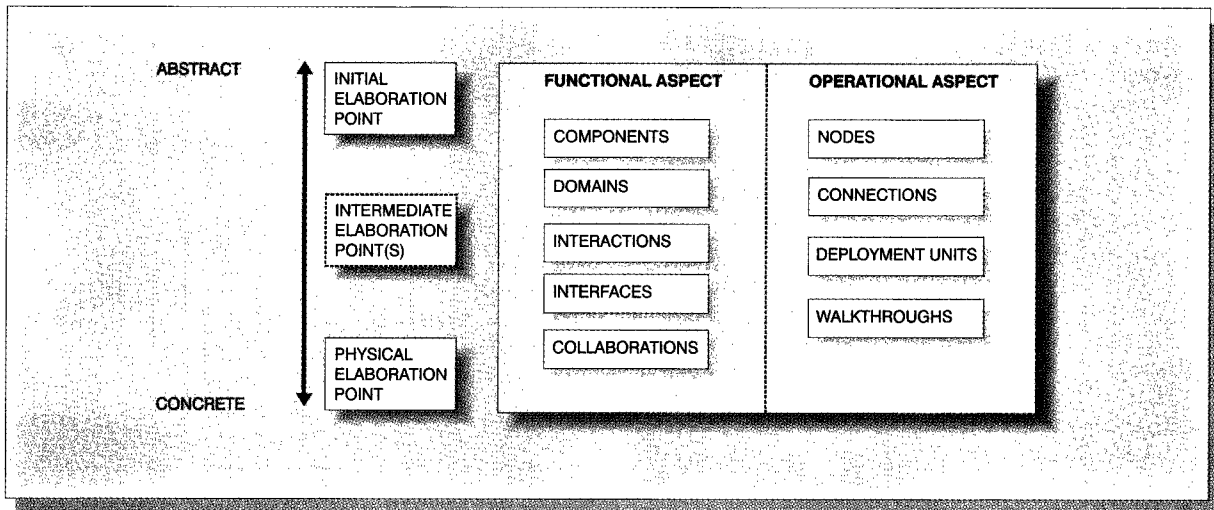 ABSTRACT
INITIAL
ELABORATION
POINT
INTERMEDIATE
ELABORATION
POINT(S)
PHYSICAL
ELABORATION
POINT
CONCRETE
FUNCTIONAL ASPECT
COMPONENTS
DOMAINS
INTERACTIONS
INTERFACES
COLLABORATIONS
OPERATIONAL ASPECT
NODES
CONNECTIONS
DEPLOYMENT UNITS
WALKTHROUGHS